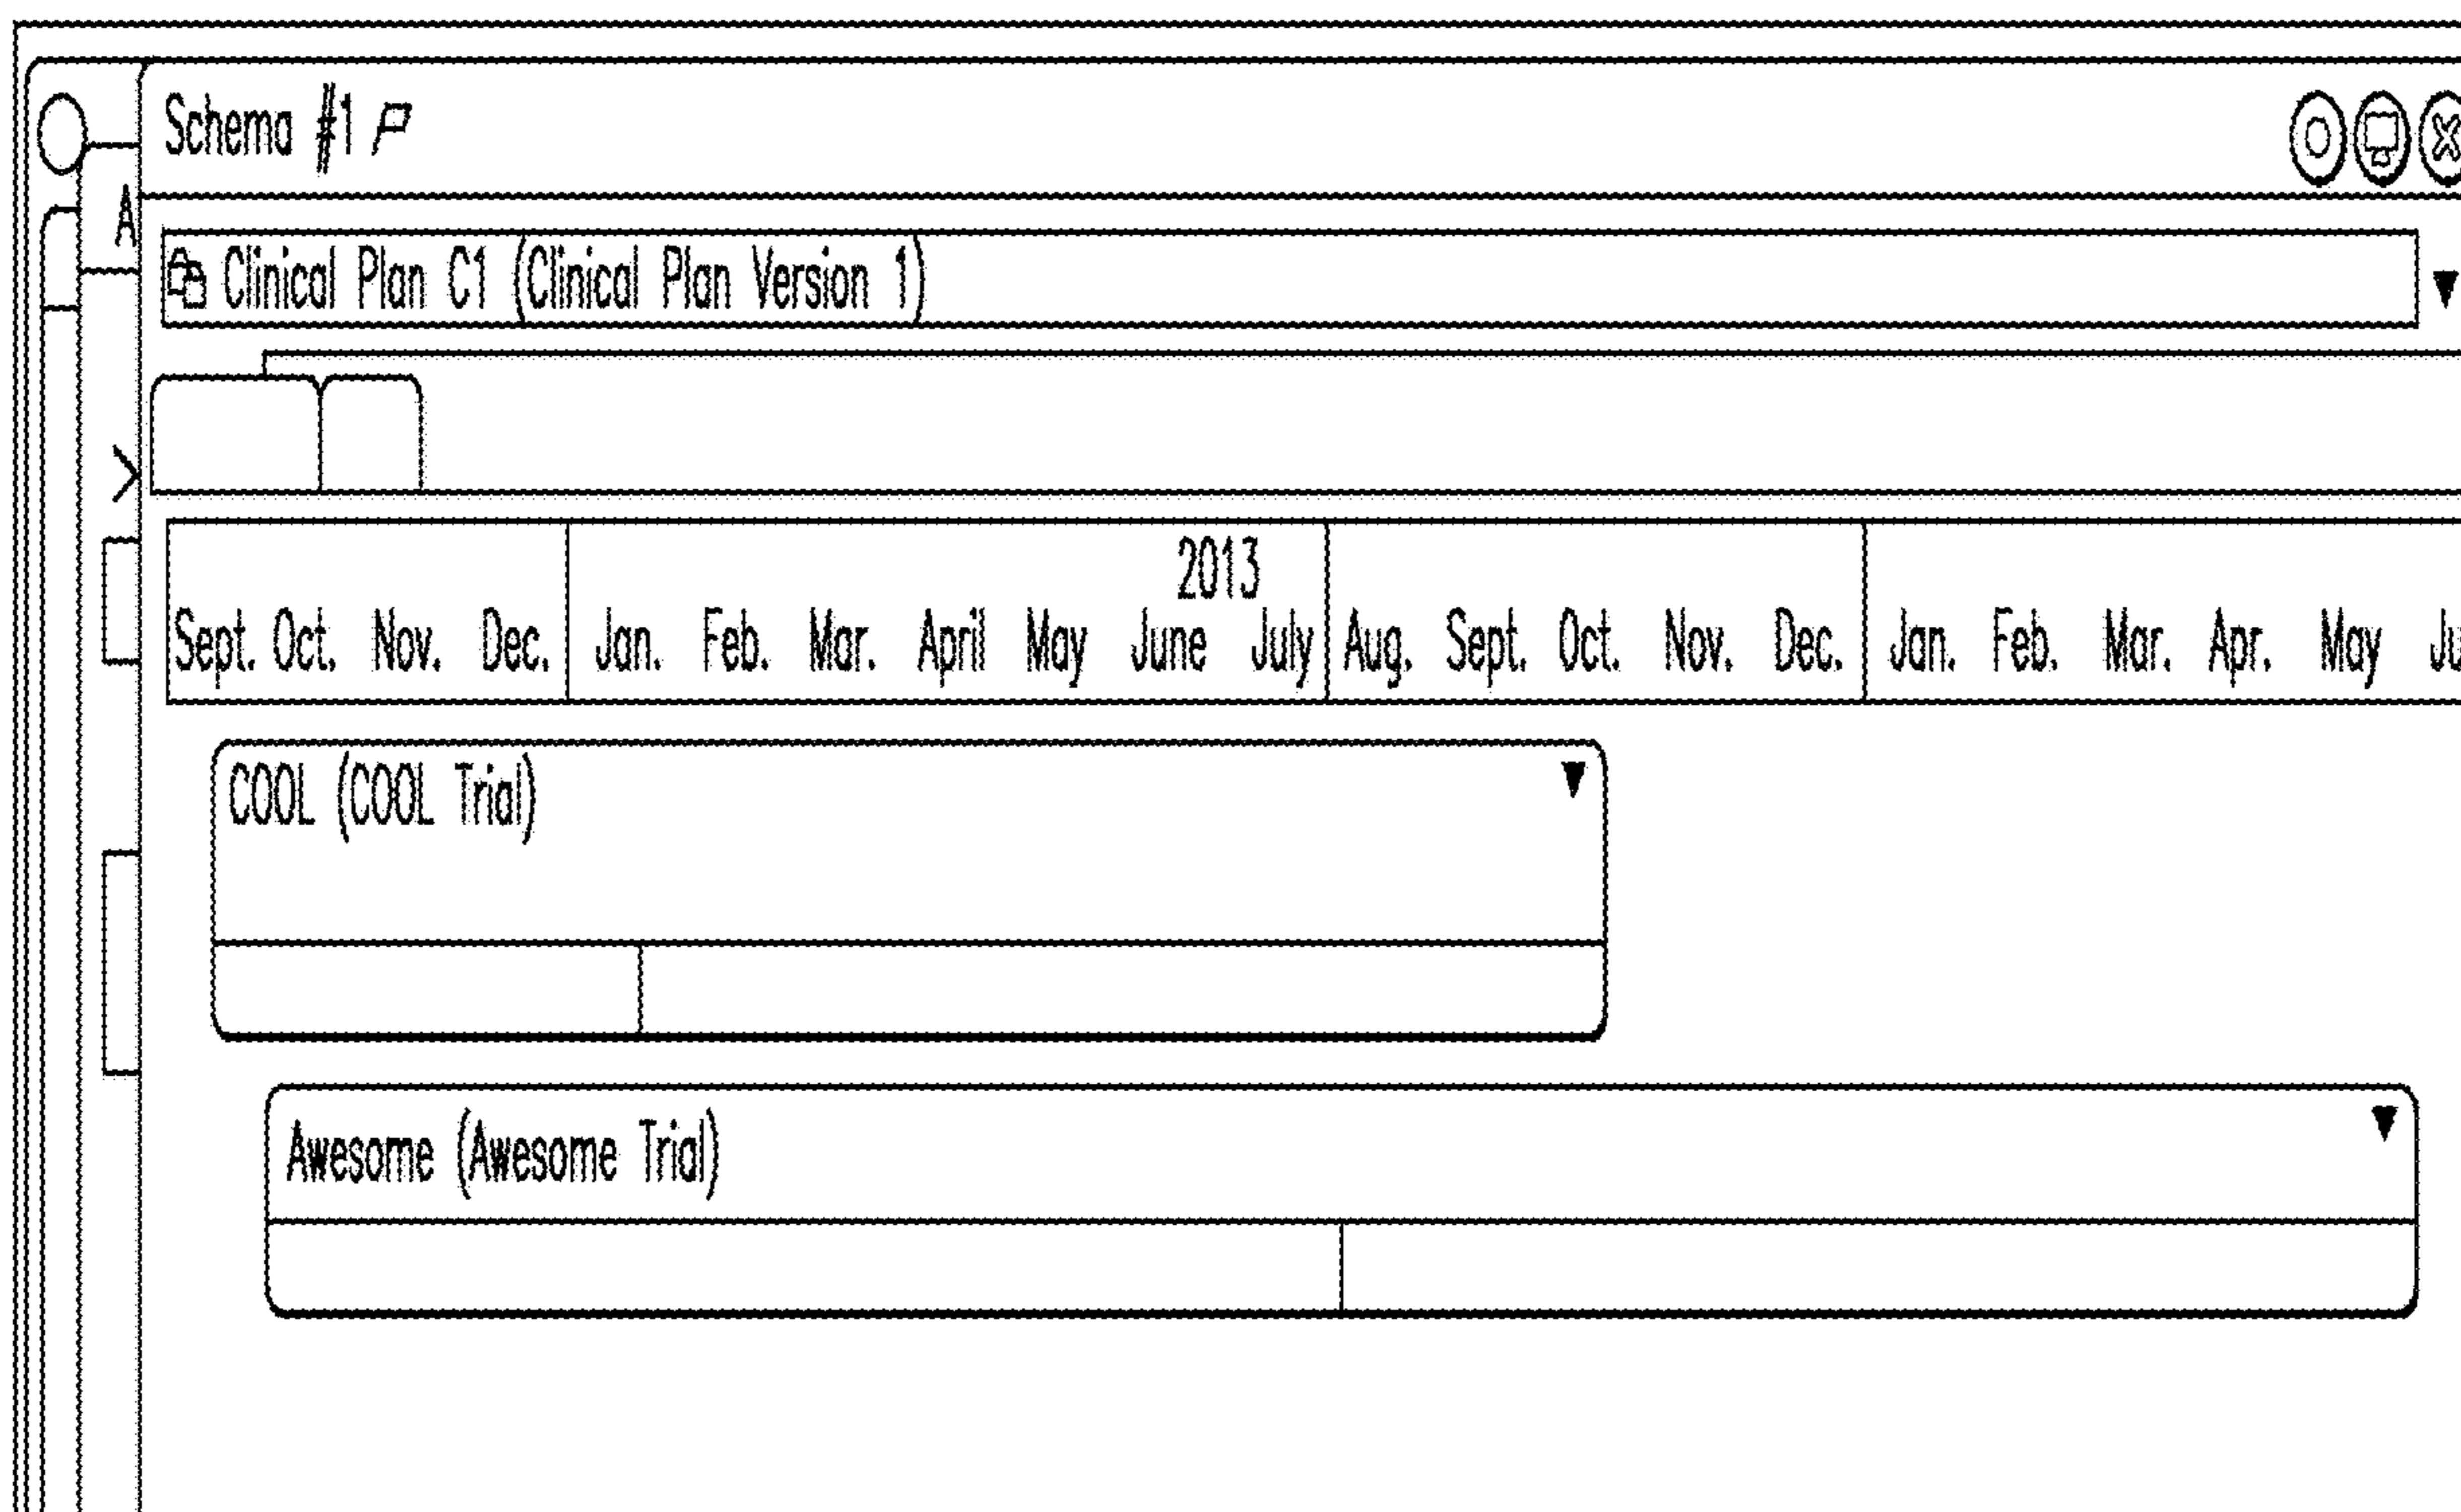 Schema #1
A
Clinical Plan C1 (Clinical Plan Version 1)
2013
Sept. Oct. Nov. Dec. Jan. Feb. Mar. April May June July Aug. Sept. Oct. Nov. Dec. Jan. Feb. Mar. Apr. May Ju
COOL (COOL Trial)
Awesome (Awesome Trial)